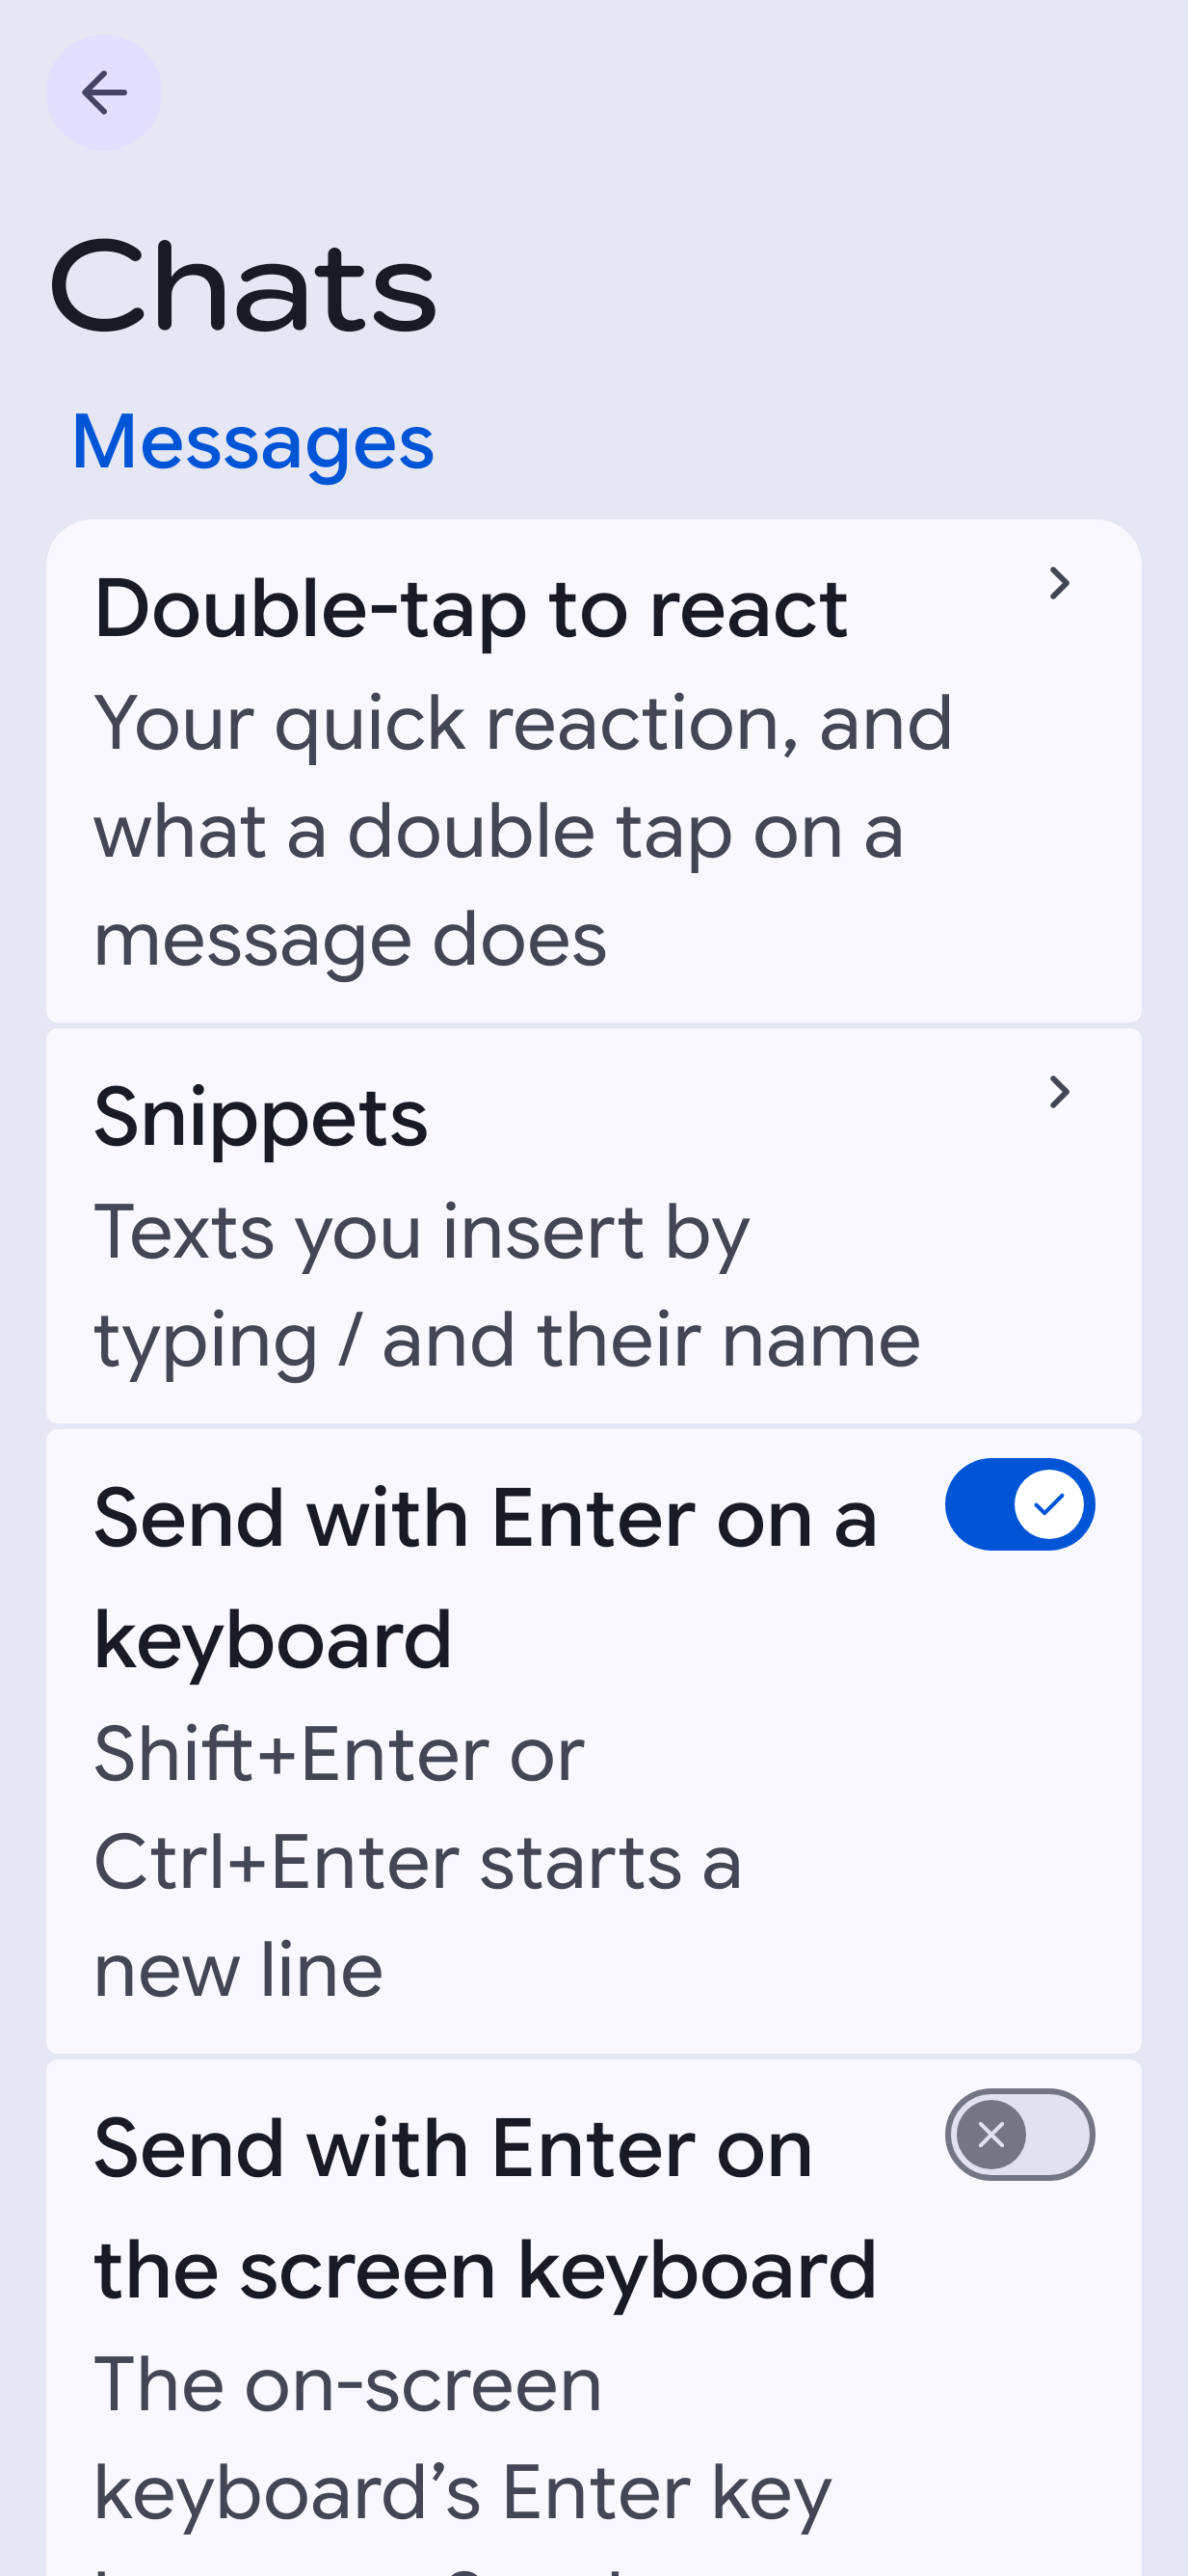 Chats
Messages
Double-tap to react
Your quick reaction, and
what a double tap on a
message does
Snippets
Texts you insert by
typing / and their name
Send with Enter on a
keyboard
Shift+Enter or
Ctrl+Enter starts a
new line
Send with Enter on
the screen keyboard
The on-screen
keyboard’s Enter key